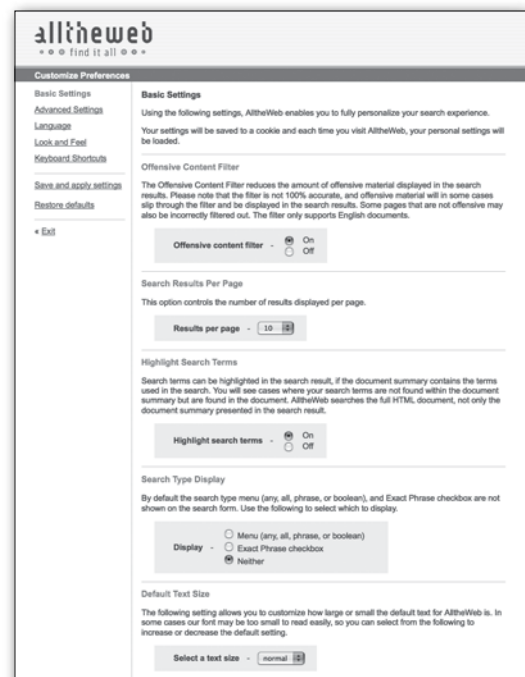 alltheweb
find it all
Customize Preferences
Basic Settings
Advanced Settings
Language
Look and Feel
Keyboard Shortcuts
Save and apply settings
Restore defaults
« Exit
Basic Settings
Using the following settings, AlltheWeb enables you to fully personalize your search experience.
Your settings will be saved to a cookie and each time you visit AlltheWeb, your personal settings will
be loaded.
Offensive Content Filter
The Offensive Content Filter reduces the amount of offensive material displayed in the search
results. Please note that the filter is not 100% accurate, and offensive material will in some cases
slip through the filter and be displayed in the search results. Some pages that are not offensive may
also be incorrectly filtered out. The filter only supports English documents.
Offensive content filter - On
Off
Search Results Per Page
This option controls the number of results displayed per page.
Results per page - 10
Highlight Search Terms
Search terms can be highlighted in the search result, if the document summary contains the terms
used in the search. You will see cases where your search terms are not found within the document
summary but are found in the document. AlltheWeb searches the full HTML document, not only the
document summary presented in the search result.
Highlight search terms - On
Off
Search Type Display
By default the search type menu (any, all, phrase, or boolean), and Exact Phrase checkbox are not
shown on the search form. Use the following to select which to display.
Menu (any, all, phrase, or boolean)
Display - Exact Phrase checkbox
Neither
Default Text Size
The following setting allows you to customize how large or small the default text for AlltheWeb is. In
some cases our font may be too small to read easily, so you can select from the following to
increase or decrease the default setting.
Select a text size - normal